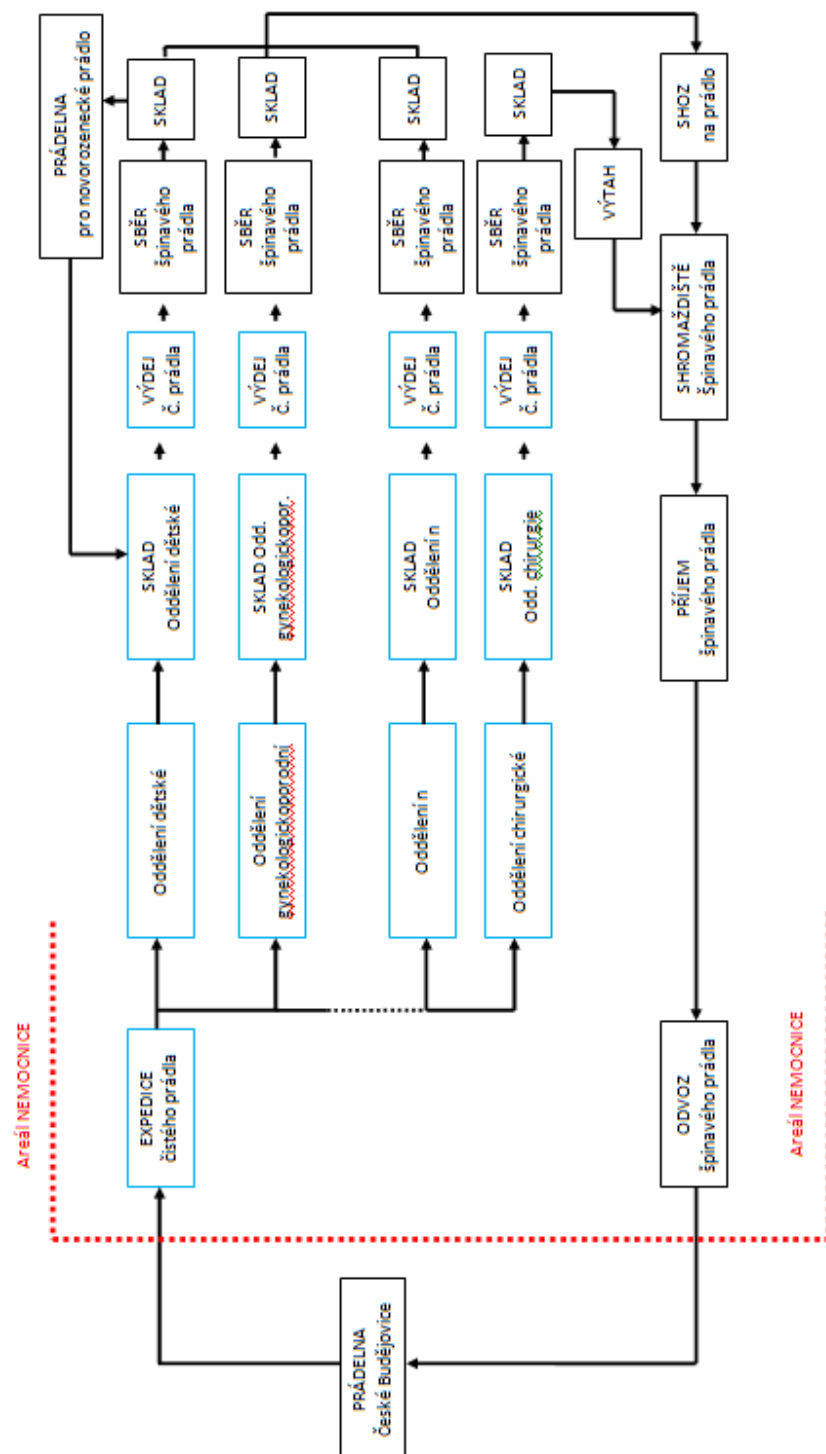 PRÁDELNA
České Budějovice
Areál NEMOCNICE
EXPEDICE
čistého prádla
Oddělení dětské
SKLAD
Oddělení dětské
VÝDEJ
Č. prádla
SBĚR
špinavého
prádla
SKLAD
PRÁDELNA
pro novorozenecké prádlo
Oddělení
gynekologickoporodní
SKLAD Odd.
gynekologickopor.
VÝDEJ
Č. prádla
SBĚR
špinavého
prádla
SKLAD
Oddělení n
SKLAD
Oddělení n
VÝDEJ
Č. prádla
SBĚR
špinavého
prádla
SKLAD
Oddělení chirurgické
SKLAD
Odd. chirurgie
VÝDEJ
Č. prádla
SBĚR
špinavého
prádla
SKLAD
VÝTAH
SHOZ
na prádlo
SHROMAŽDIŠTĚ
špinavého prádla
PŘÍJEM
špinavého prádla
ODVOZ
špinavého prádla
Areál NEMOCNICE